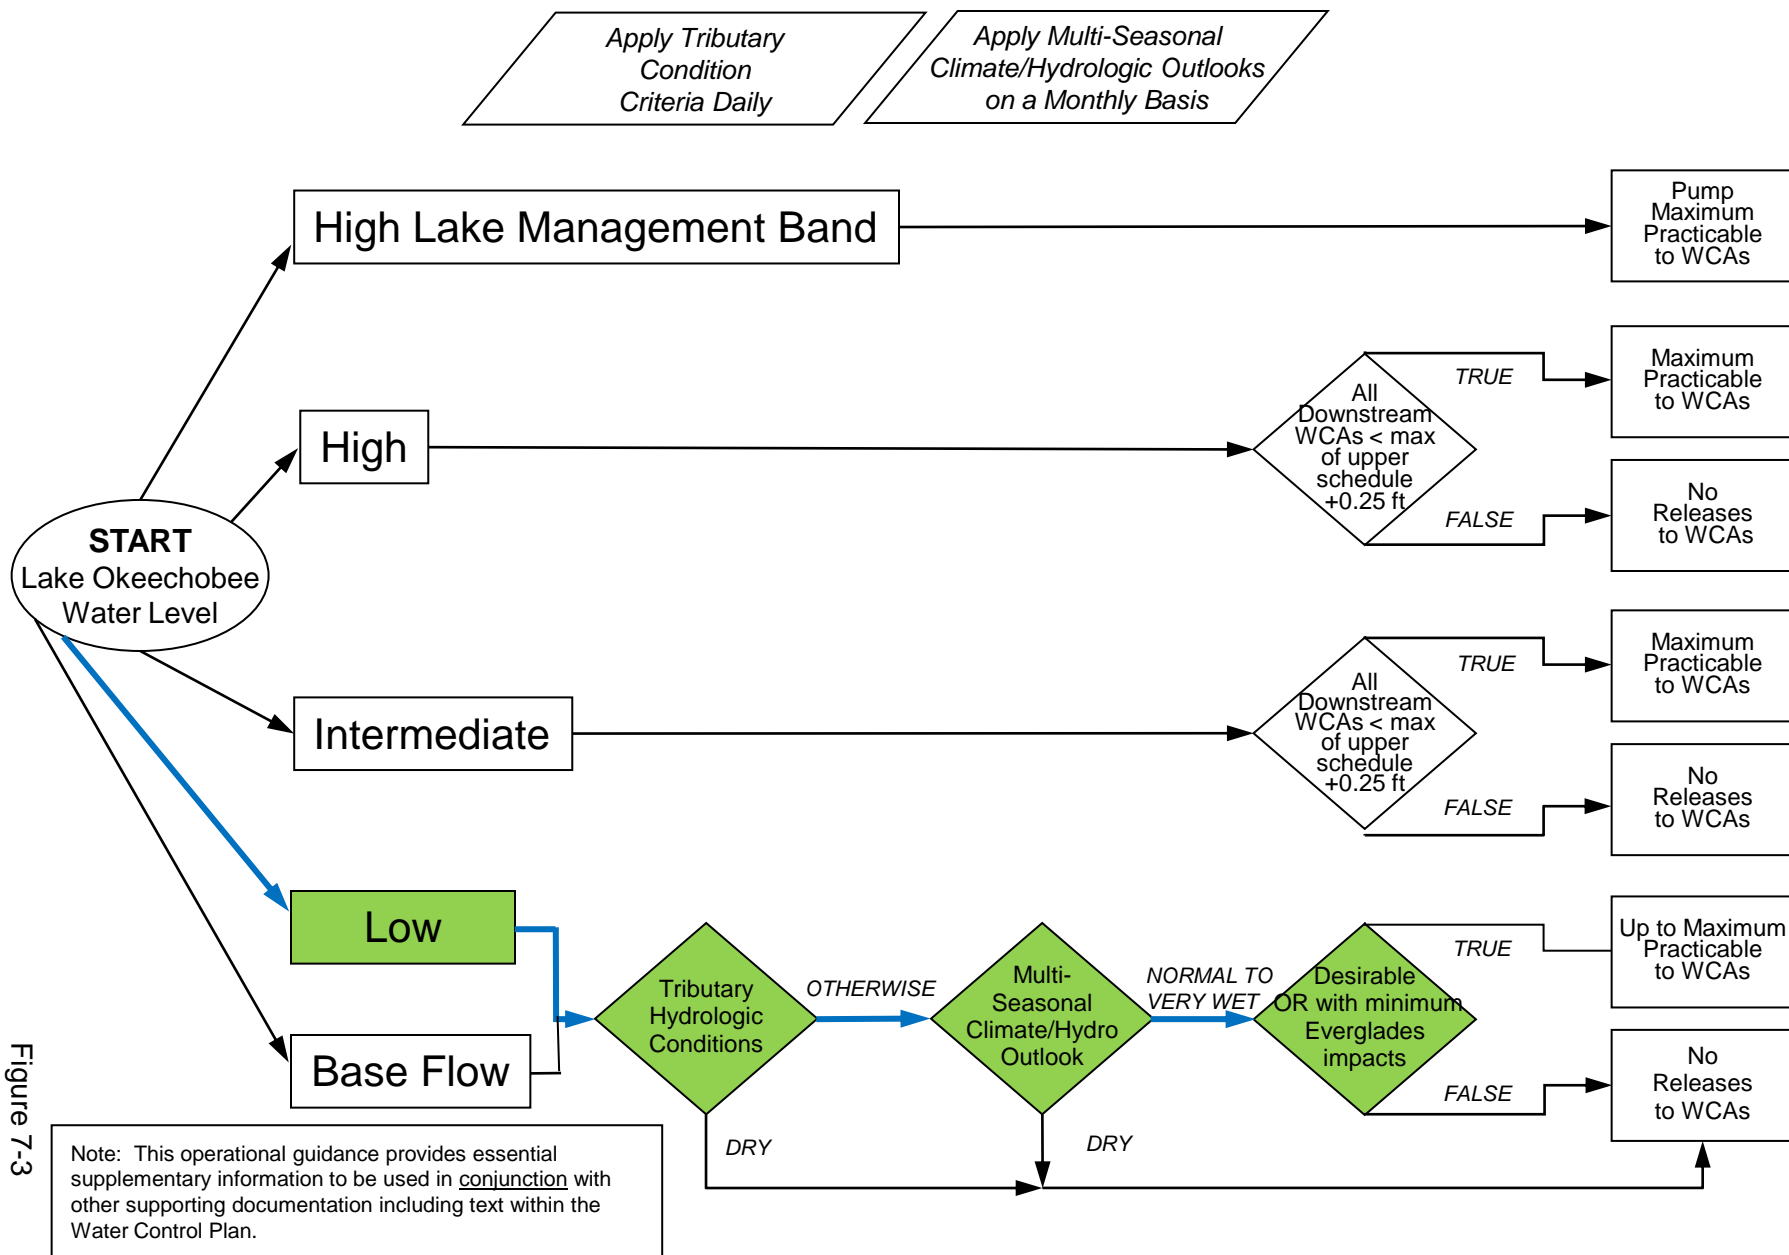 Apply Tributary
Condition
Criteria Daily
Apply Multi-Seasonal
Climate/Hydrologic Outlooks
on a Monthly Basis
High Lake Management Band
Pump
Maximum
Practicable
to WCAs
High
All
Downstream
WCAs < max
of upper
schedule
+0.25 ft
TRUE
Maximum
Practicable
to WCAs
FALSE
No
Releases
to WCAs
START
Lake Okeechobee
Water Level
Intermediate
All
Downstream
WCAs < max
of upper
schedule
+0.25 ft
TRUE
Maximum
Practicable
to WCAs
FALSE
No
Releases
to WCAs
Low
Base Flow
Tributary
Hydrologic
Conditions
OTHERWISE
DRY
Multi-
Seasonal
Climate/Hydro
Outlook
NORMAL TO
VERY WET
DRY
Desirable
OR with minimum
Everglades
impacts
TRUE
Up to Maximum
Practicable
to WCAs
FALSE
No
Releases
to WCAs
Figure 7-3
Note: This operational guidance provides essential
supplementary information to be used in conjunction with
other supporting documentation including text within the
Water Control Plan.